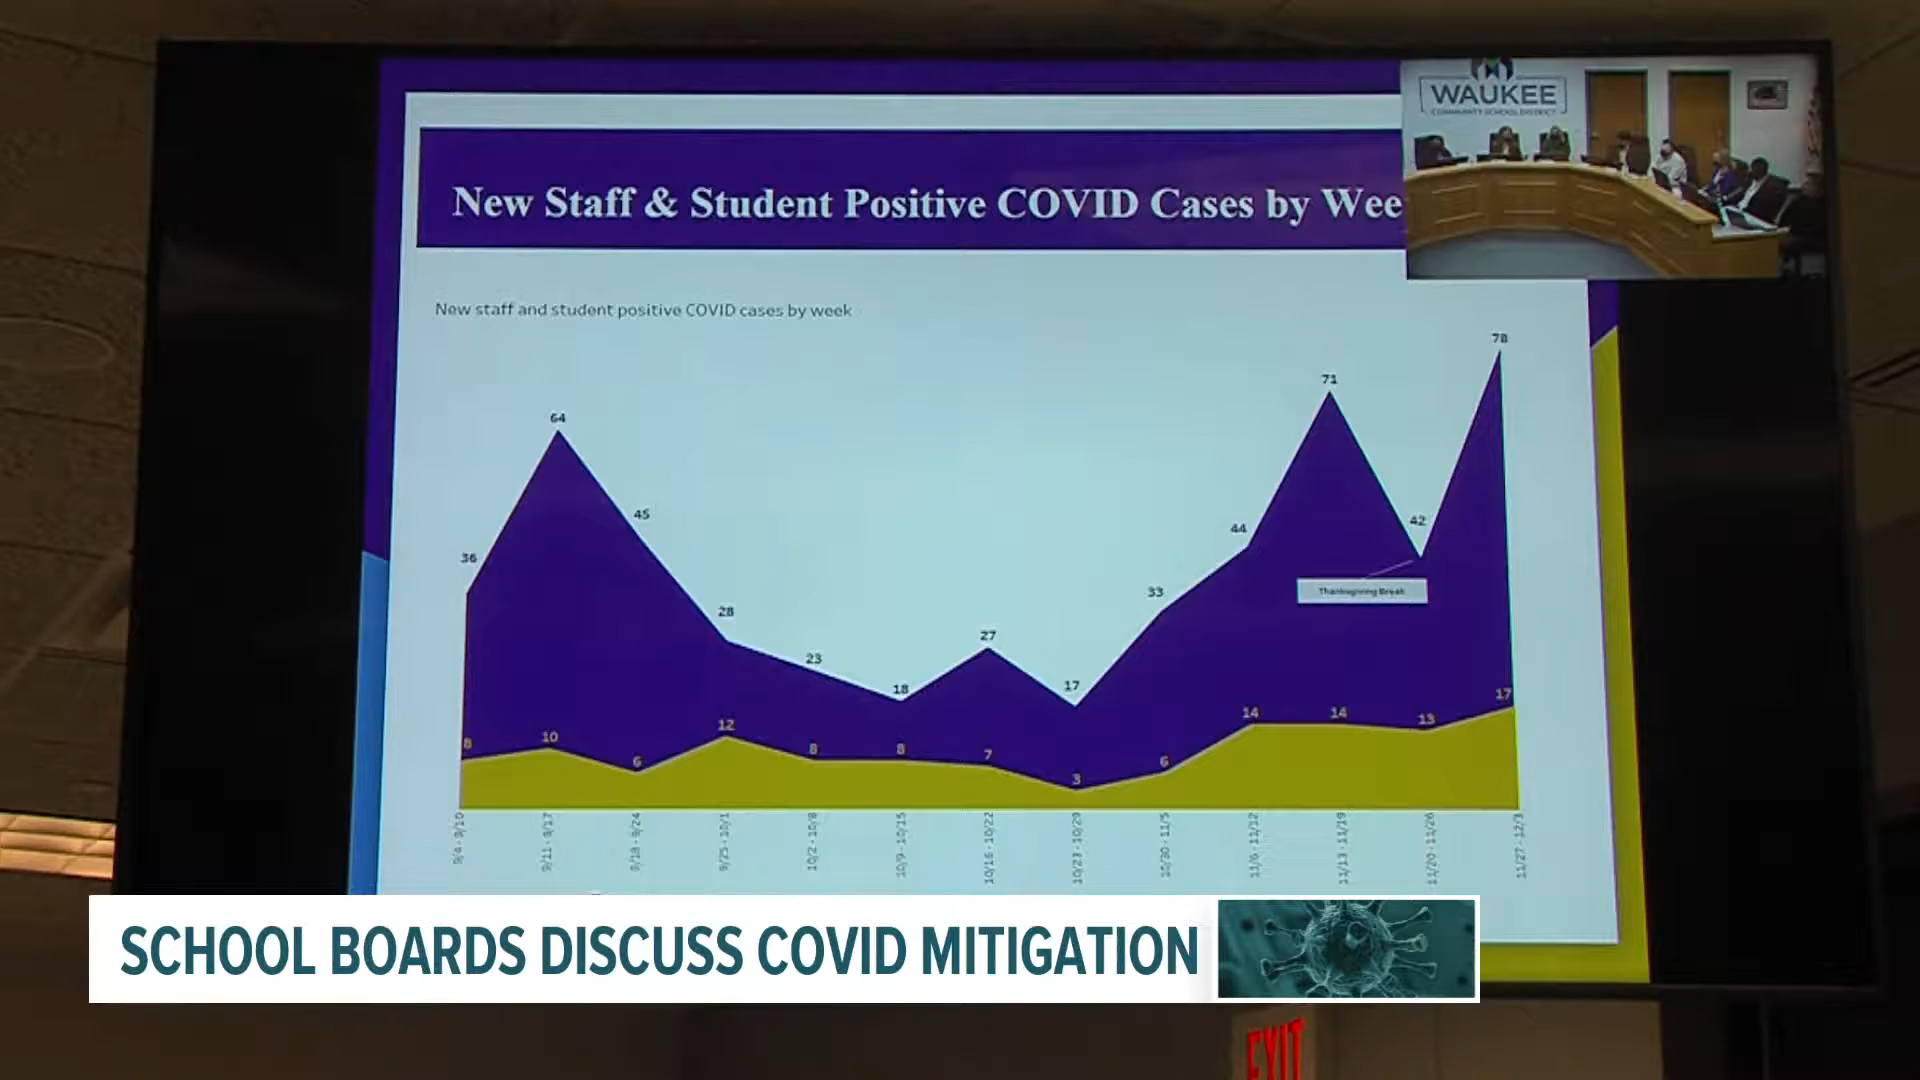 WAUKEE
COMMUNITY SCHOOL DISTRICT
New Staff & Student Positive COVID Cases by Wee
New staff and student positive COVID cases by week
78
71
64
45
42
44
36
33
28
27
23
18
17
Thanksgiving Break
8
10
6
12
8
8
7
3
6
14
14
13
17
9/4 - 9/10
9/11 - 9/17
9/18 - 9/24
9/25 - 10/1
10/2 - 10/8
10/9 - 10/15
10/16 - 10/22
10/23 - 10/29
10/30 - 11/5
11/6 - 11/12
11/13 - 11/19
11/20 - 11/26
11/27 - 12/3
SCHOOL BOARDS DISCUSS COVID MITIGATION
EXIT